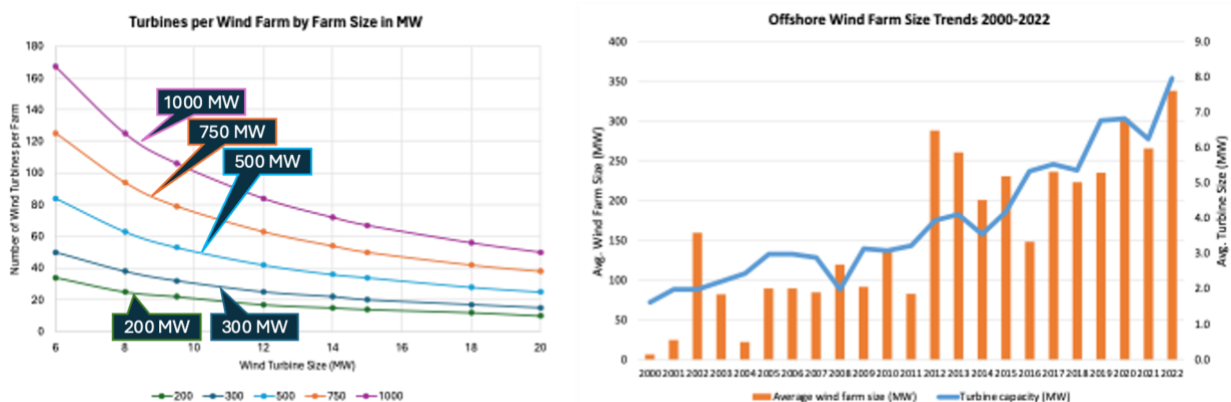 Turbines per Wind Farm by Farm Size in MW
Number of Wind Turbines per Farm
180
160
140
120
100
80
60
40
20
0
1000 MW
750 MW
500 MW
200 MW
300 MW
6 8 10 12 14 16 18 20
Wind Turbine Size (MW)
200 300 500 750 1000
Offshore Wind Farm Size Trends 2000-2022
Avg. Wind Farm Size (MW)
400
350
300
250
200
150
100
50
0
9.0
8.0
7.0
6.0
5.0
4.0
3.0
2.0
1.0
0.0
Avg. Turbine Size (MW)
2000 2001 2002 2003 2004 2005 2006 2007 2008 2009 2010 2011 2012 2013 2014 2015 2016 2017 2018 2019 2020 2021 2022
Average wind farm size (MW) Turbine capacity (MW)